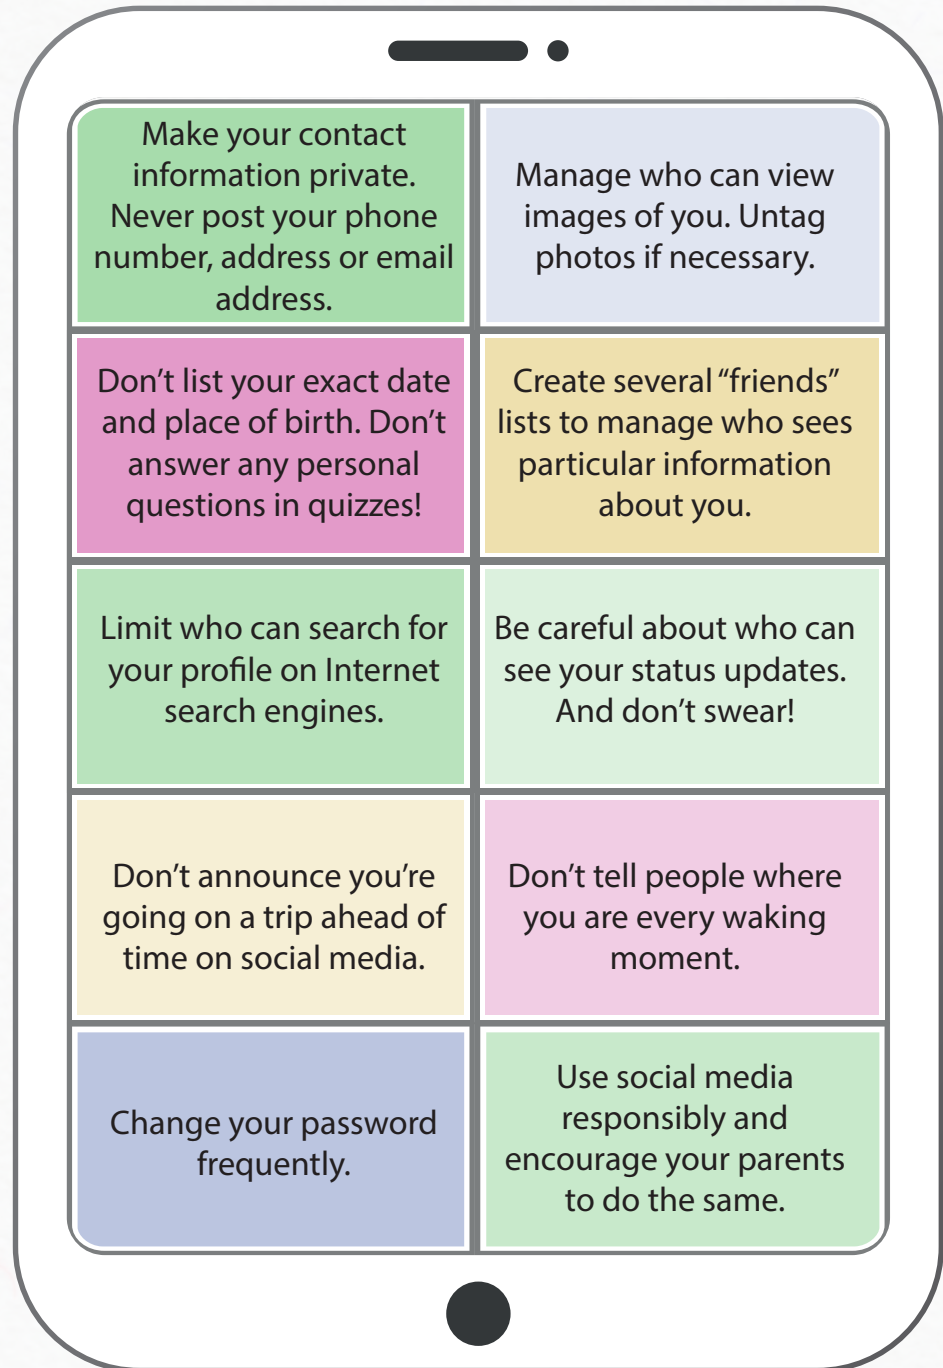 Make your contact
information private.
Never post your phone
number, address or email
address.
Manage who can view
images of you. Untag
photos if necessary.
Don’t list your exact date
and place of birth. Don’t
answer any personal
questions in quizzes!
Create several “friends”
lists to manage who sees
particular information
about you.
Limit who can search for
your profile on Internet
search engines.
Be careful about who can
see your status updates.
And don’t swear!
Don’t announce you’re
going on a trip ahead of
time on social media.
Don’t tell people where
you are every waking
moment.
Change your password
frequently.
Use social media
responsibly and
encourage your parents
to do the same.